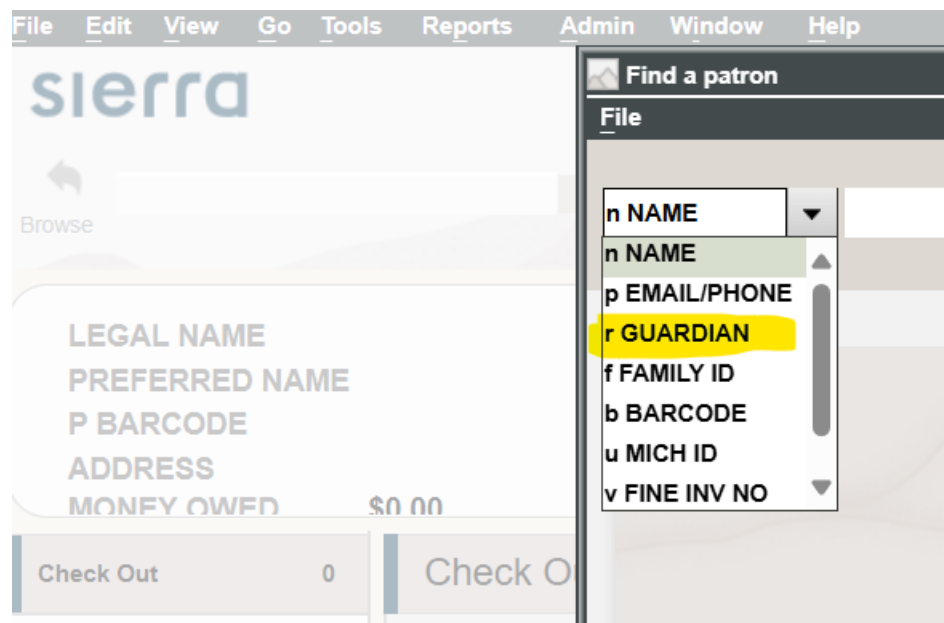 File Edit View Go Tools Reports Admin Window Help
sierra
Find a patron
File
Browse
n NAME
n NAME
p EMAIL/PHONE
r GUARDIAN
f FAMILY ID
b BARCODE
u MICH ID
v FINE INV NO
LEGAL NAME
PREFERRED NAME
P BARCODE
ADDRESS
MONEY OWED $0.00
Check Out 0
Check O